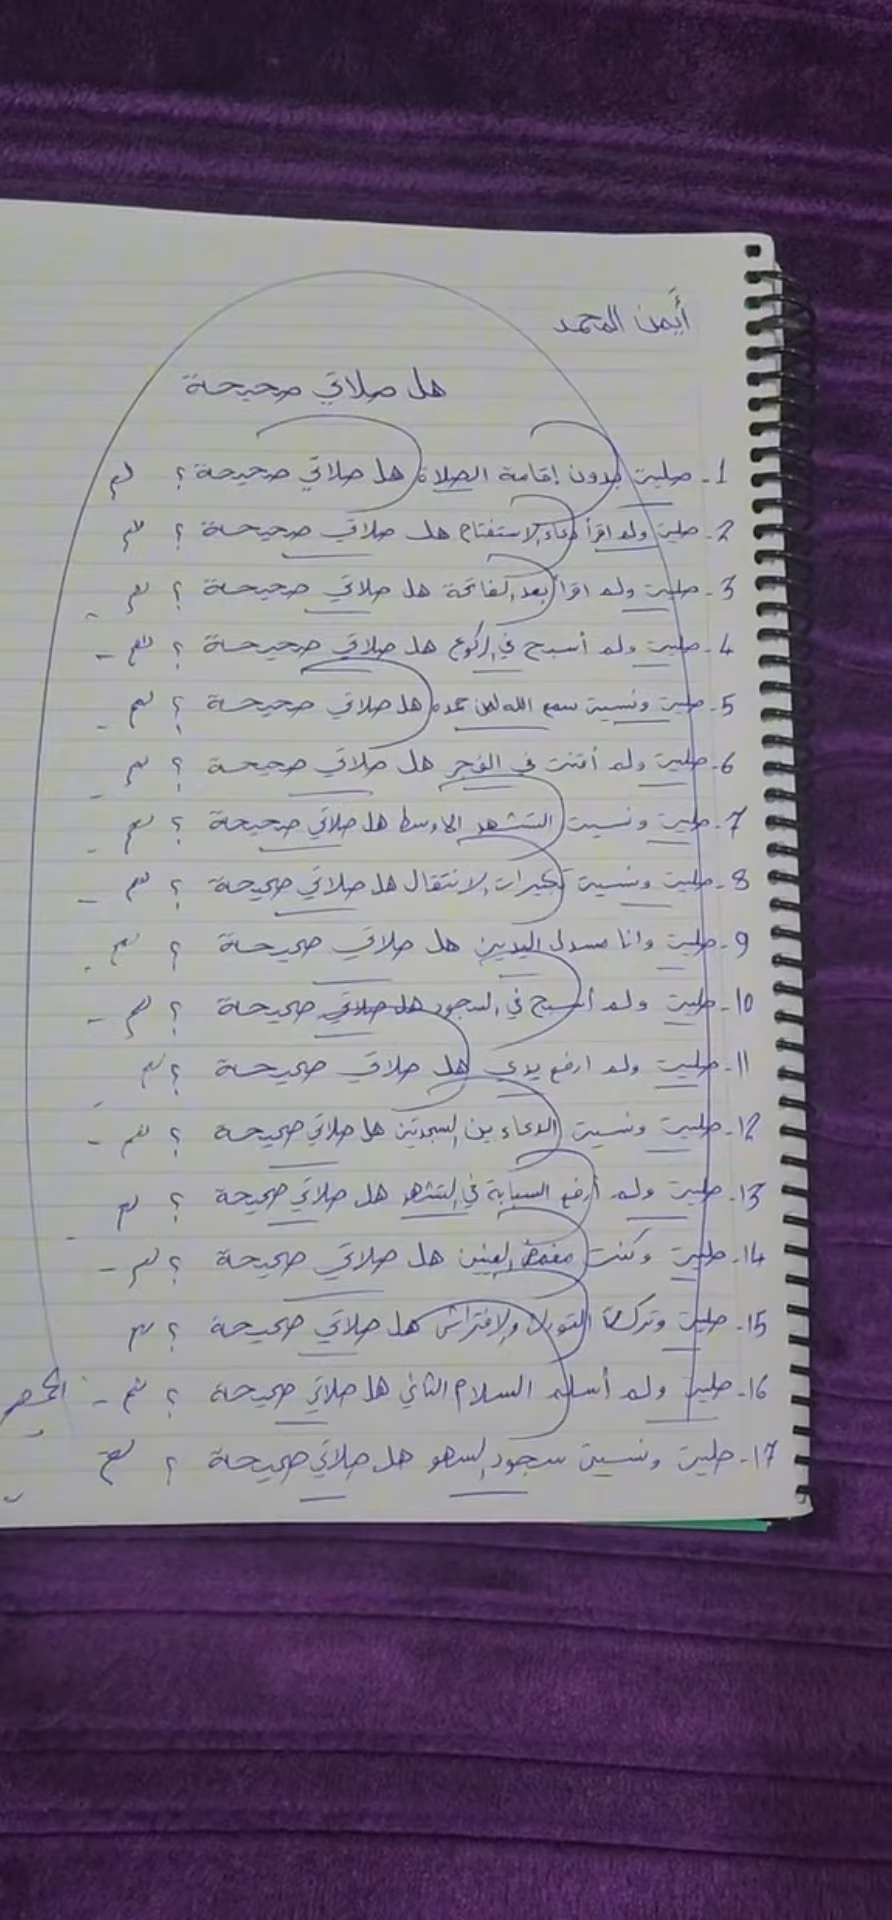 أيمن المحمد
هل صلاتي صحيحة
1- صليت بدون إقامة الصلاة هل صلاتي صحيحة ؟ نعم
2- صليت ولم اقرأ دعاء الاستفتاح هل صلاتي صحيحة ؟ نعم
3- صليت ولم اقرأ بعد الفاتحة هل صلاتي صحيحة ؟ نعم
4- صليت ولم أسبح في الركوع هل صلاتي صحيحة ؟ نعم
5- صليت ونسيت سمع الله لمن حمده هل صلاتي صحيحة ؟ نعم
6- صليت ولم أقنت في الفجر هل صلاتي صحيحة ؟ نعم
7- صليت ونسيت التشهد الاوسط هل صلاتي صحيحة ؟ نعم
8- صليت ونسيت تكبيرات الانتقال هل صلاتي صحيحة ؟ نعم
9- صليت وانا مسدل اليدين هل صلاتي صحيحة ؟ نعم
10- صليت ولم أسبح في السجود هل صلاتي صحيحة ؟ نعم
11- صليت ولم ارفع يدي هل صلاتي صحيحة ؟ نعم
12- صليت ونسيت الدعاء بين السجدتين هل صلاتي صحيحة ؟ نعم
13- صليت ولم أرفع السبابة في التشهد هل صلاتي صحيحة ؟ نعم
14- صليت وكنت مغمض العينين هل صلاتي صحيحة ؟ نعم
15- صليت وتركت التورك والافتراش هل صلاتي صحيحة ؟ نعم
16- صليت ولم أسلم السلام الثاني هل صلاتي صحيحة ؟ نعم
17- صليت ونسيت سجود السهو هل صلاتي صحيحة ؟ نعم